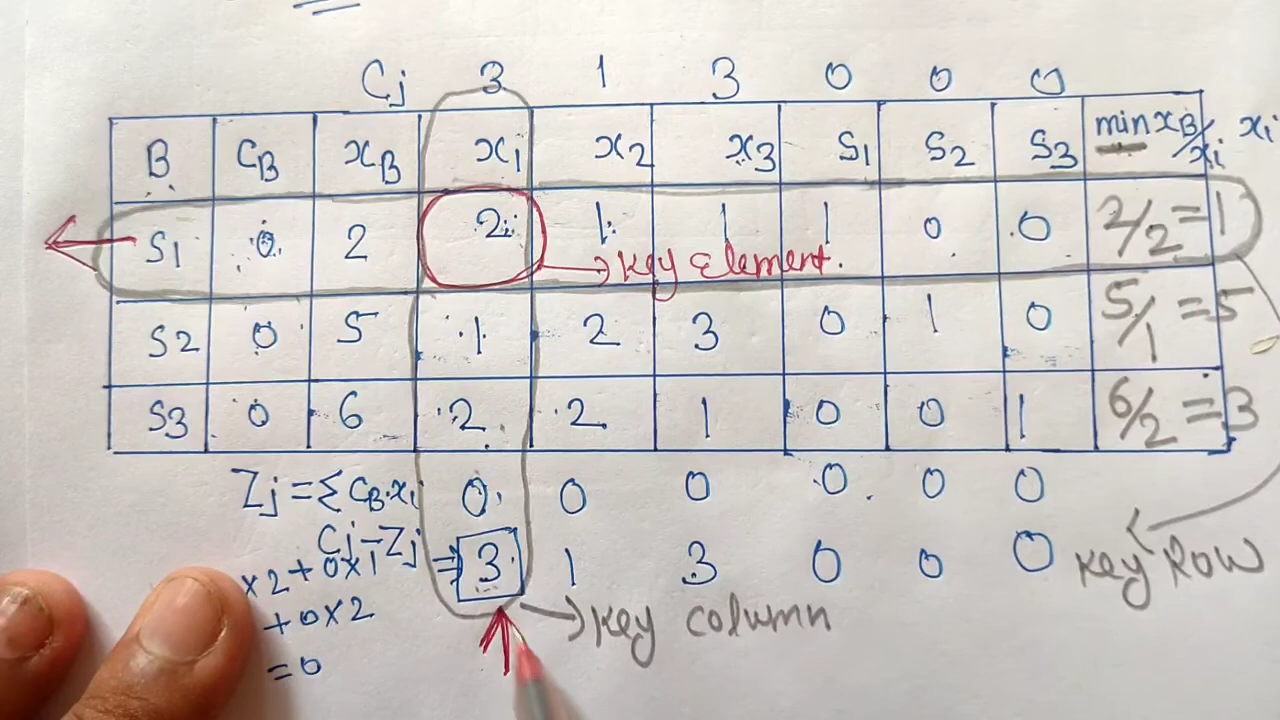 Cj 3 1 3 0 0 0
B CB xB x1 x2 x3 S1 S2 S3 min xB/xi xi
S1 0 2 2 1 1 1 0 0 2/2 = 1
→ Key Element.
S2 0 5 1 2 3 0 1 0 5/1 = 5
S3 0 6 2 2 1 0 0 1 6/2 = 3
Zj = Σ CB.xi 0 0 0 0 0 0
Cj - Zj ⇒ 3 1 3 0 0 0
Key Row
x2 + 0x1
+ 0x2
= 0
→ Key column